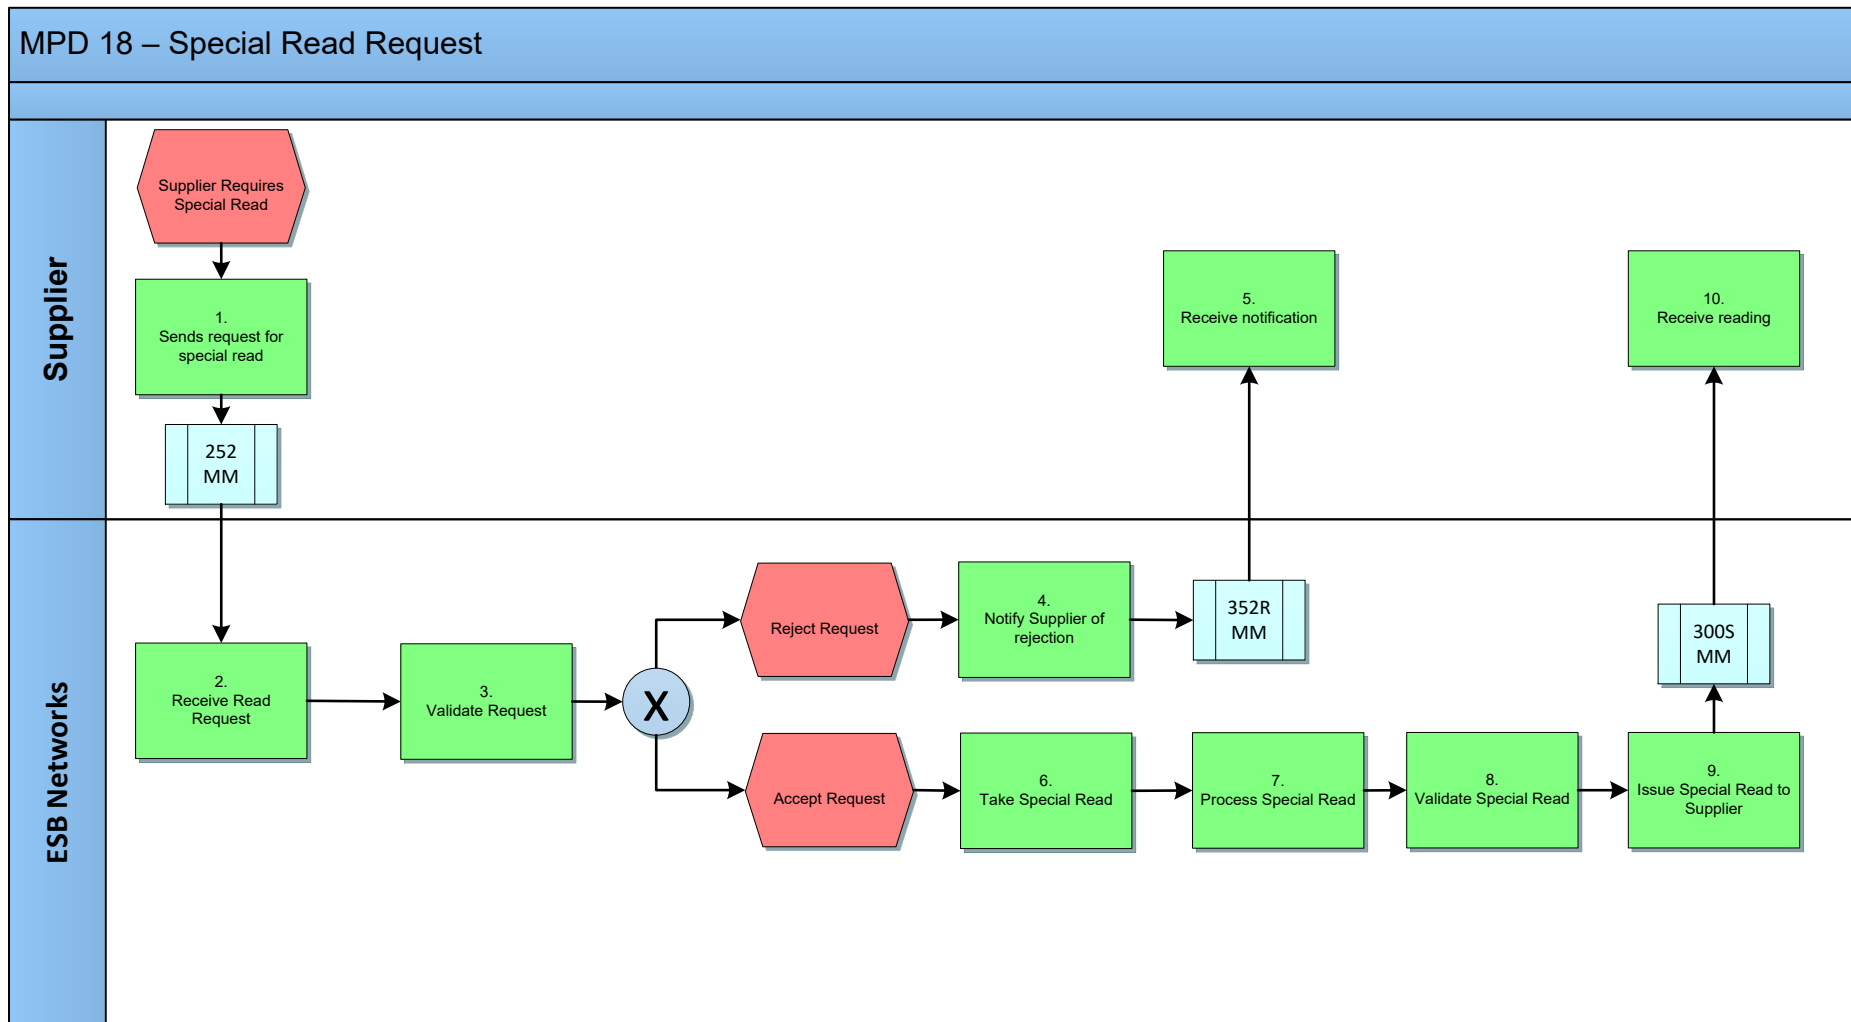 MPD 18 – Special Read Request
Supplier
Supplier Requires
Special Read
1.
Sends request for
special read
252
MM
5.
Receive notification
10.
Receive reading
ESB Networks
2.
Receive Read
Request
3.
Validate Request
X
Reject Request
4.
Notify Supplier of
rejection
352R
MM
Accept Request
6.
Take Special Read
7.
Process Special Read
8.
Validate Special Read
9.
Issue Special Read to
Supplier
300S
MM